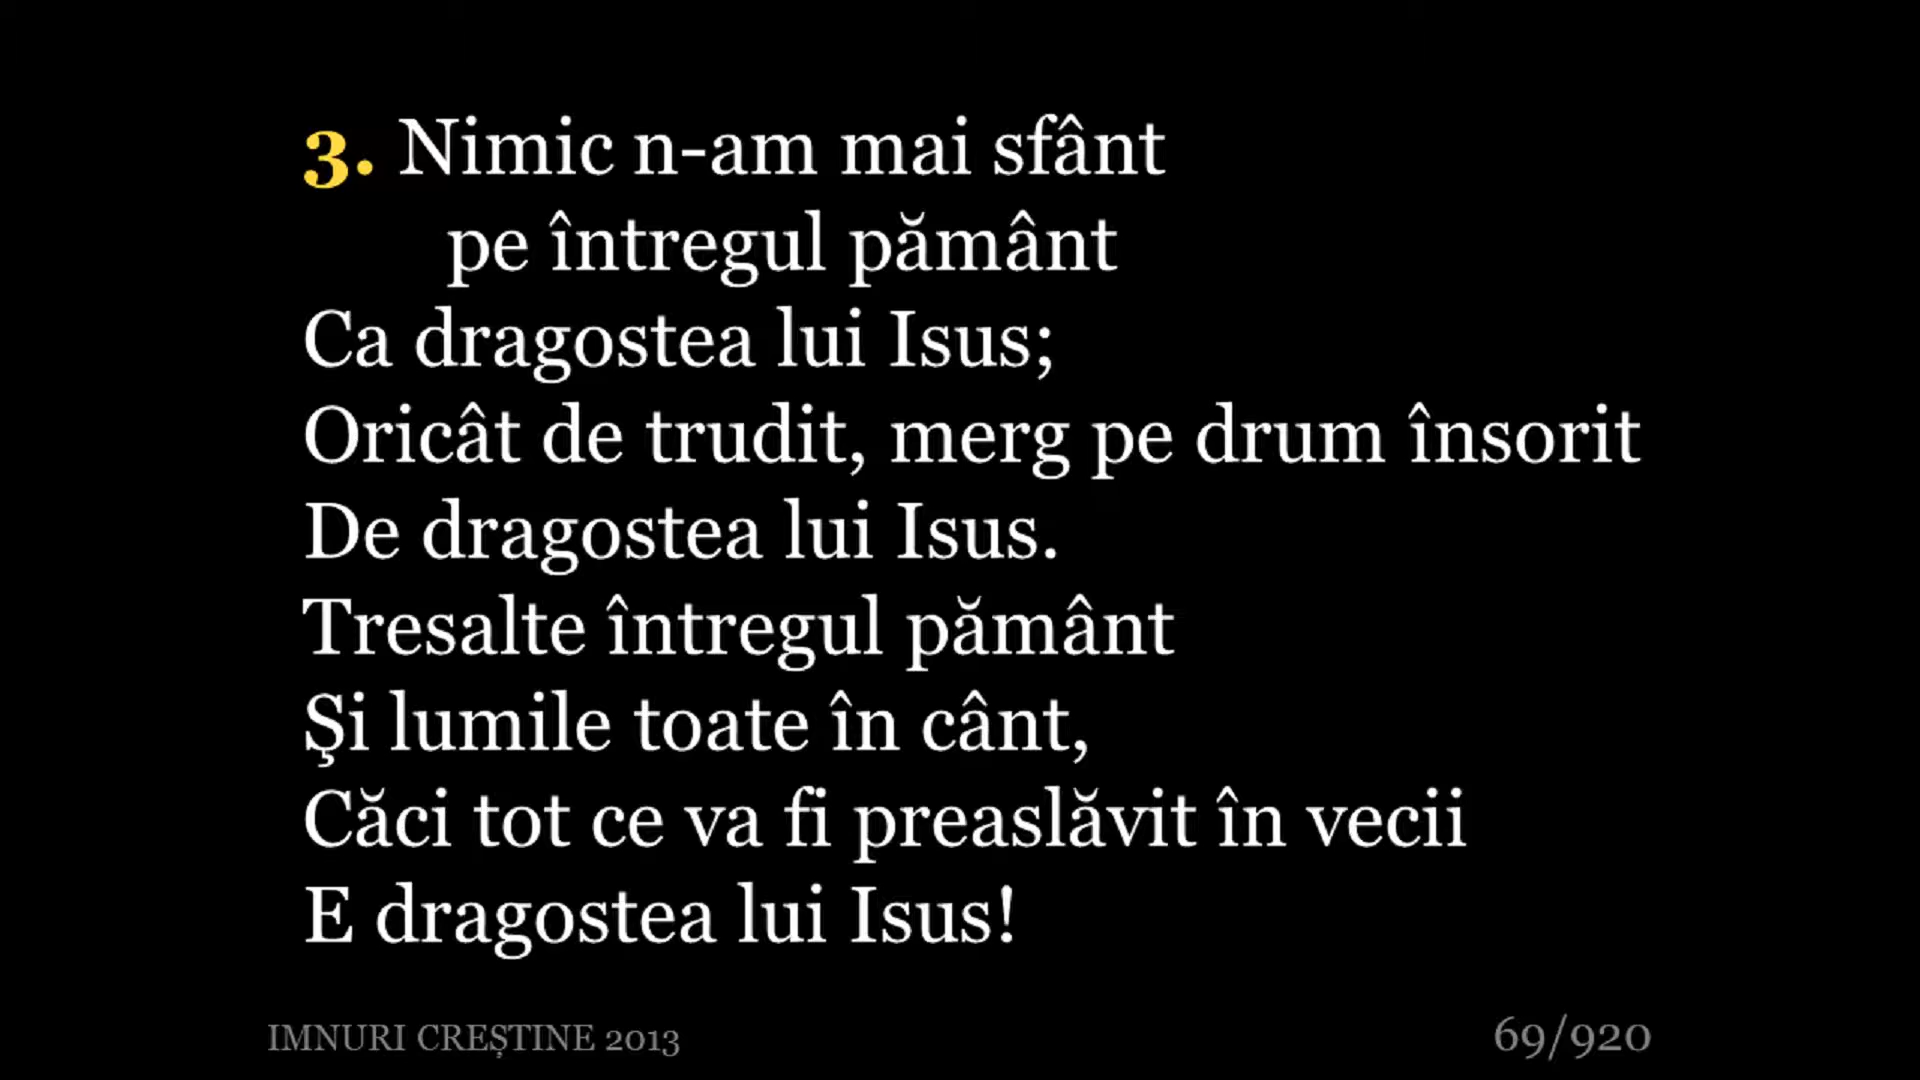 3. Nimic n-am mai sfânt
pe întregul pământ
Ca dragostea lui Isus;
Oricât de trudit, merg pe drum însorit
De dragostea lui Isus.
Tresalte întregul pământ
Şi lumile toate în cânt,
Căci tot ce va fi preaslăvit în vecii
E dragostea lui Isus!
IMNURI CREȘTINE 2013
69/920